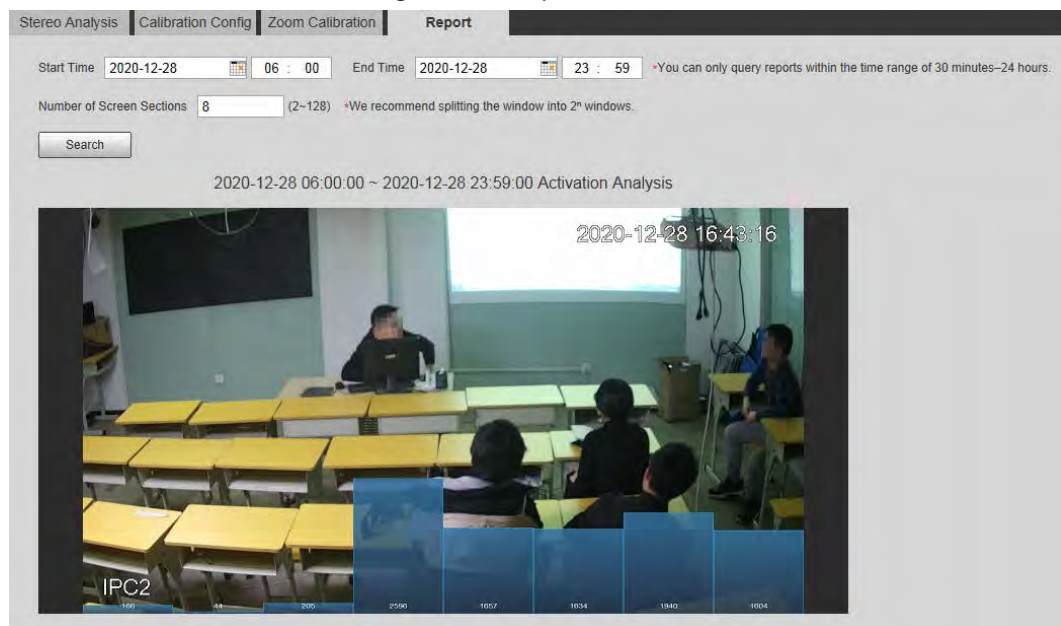 Stereo Analysis Calibration Config Zoom Calibration Report
Start Time 2020-12-28 06 : 00 End Time 2020-12-28 23 : 59 *You can only query reports within the time range of 30 minutes–24 hours.
Number of Screen Sections 8 (2~128) *We recommend splitting the window into 2ⁿ windows.
Search
2020-12-28 06:00:00 ~ 2020-12-28 23:59:00 Activation Analysis
2020-12-28 16:43:16
IPC2
166 44 205 2590 1657 1634 1940 1604